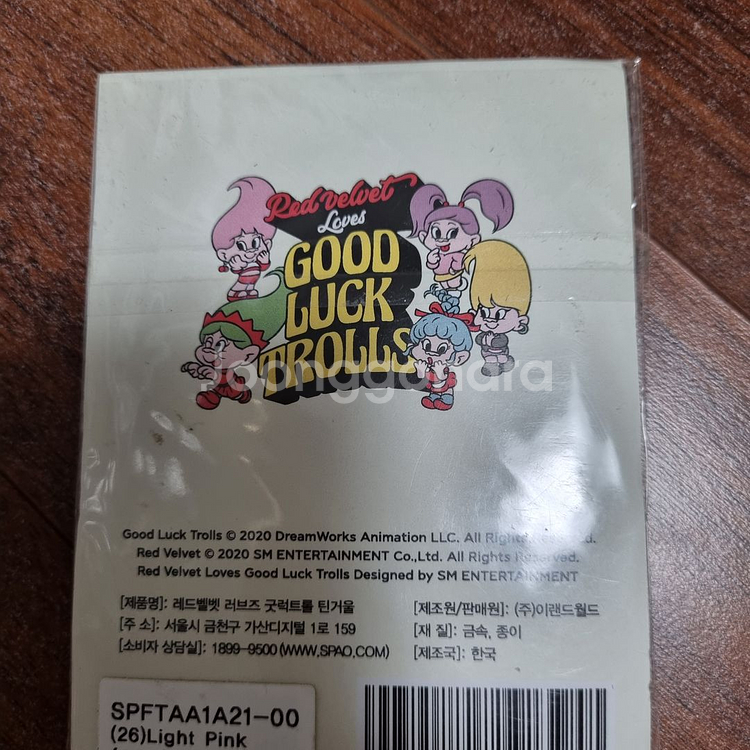 Red Velvet
Loves
GOOD
LUCK
TROLLS
Joonggonara
Good Luck Trolls © 2020 DreamWorks Animation LLC. All Rights Reserved.
Red Velvet © 2020 SM ENTERTAINMENT Co.,Ltd. All Rights Reserved.
Red Velvet Loves Good Luck Trolls Designed by SM ENTERTAINMENT
[제품명]: 레드벨벳 러브즈 굿럭트롤 틴거울 [제조원/판매원]: (주)이랜드월드
[주 소]: 서울시 금천구 가산디지털 1로 159 [재 질]: 금속, 종이
[소비자 상담실]: 1899-9500(WWW.SPAO.COM) [제조국]: 한국
SPFTAA1A21-00
(26)Light Pink